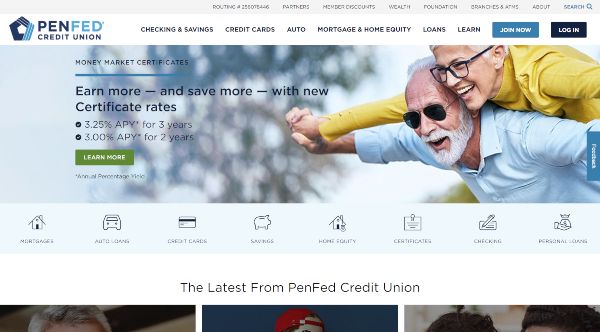 ROUTING # 256078446 PARTNERS MEMBER DISCOUNTS WEALTH FOUNDATION BRANCHES & ATMS ABOUT SEARCH
PENFED
CREDIT UNION
CHECKING & SAVINGS CREDIT CARDS AUTO MORTGAGE & HOME EQUITY LOANS LEARN JOIN NOW LOG IN
MONEY MARKET CERTIFICATES
Earn more — and save more — with new
Certificate rates
3.25% APY* for 3 years
3.00% APY* for 2 years
LEARN MORE
*Annual Percentage Yield
Feedback
MORTGAGES AUTO LOANS CREDIT CARDS SAVINGS HOME EQUITY CERTIFICATES CHECKING PERSONAL LOANS
The Latest From PenFed Credit Union